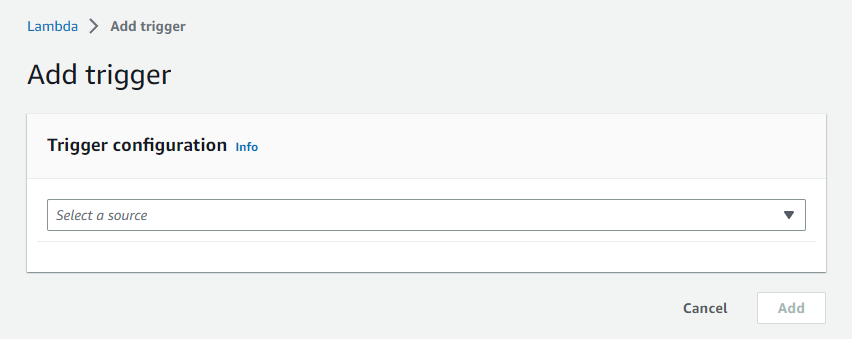 Lambda > Add trigger
Add trigger
Trigger configuration Info
Select a source
Cancel Add